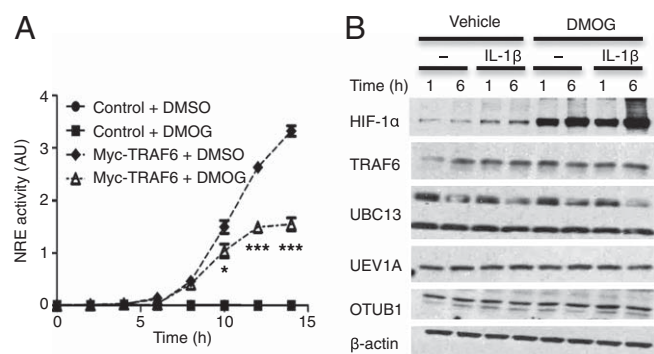 A
NRE activity (AU)
4
3
2
1
0
Control + DMSO
Control + DMOG
Myc-TRAF6 + DMSO
Myc-TRAF6 + DMOG
* *** ***
0 5 10 15
Time (h)
B
Vehicle DMOG
– IL-1β – IL-1β
Time (h) 1 6 1 6 1 6 1 6
HIF-1α
TRAF6
UBC13
UEV1A
OTUB1
β-actin